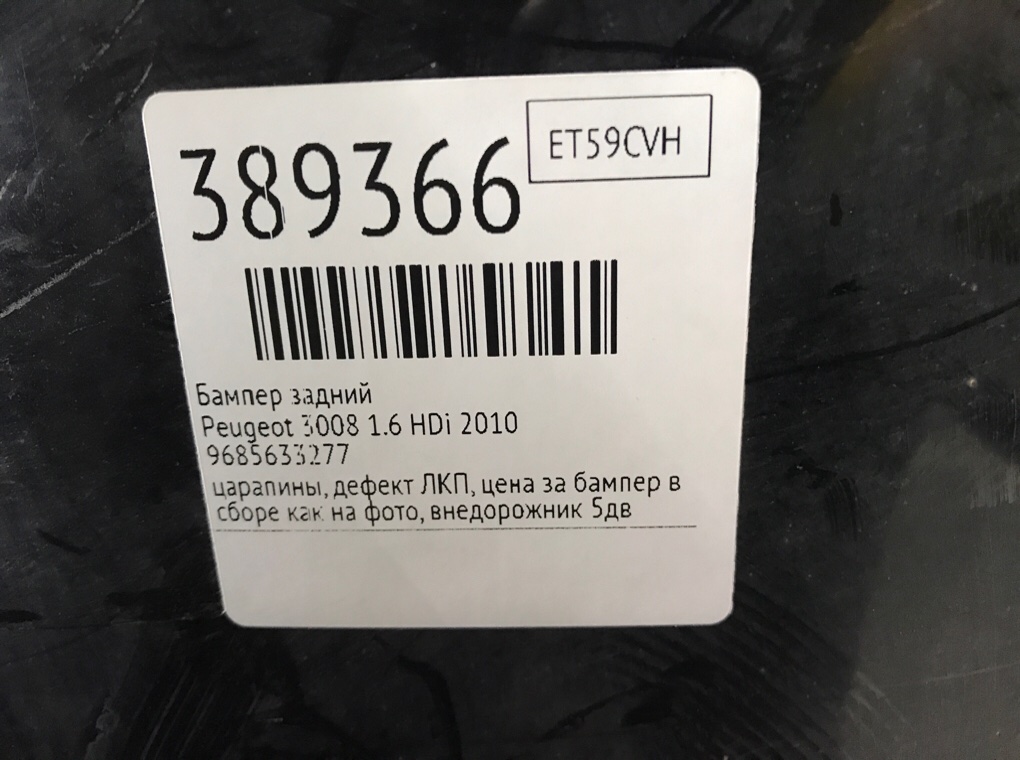 389366
ET59CVH
Бампер задний
Peugeot 3008 1.6 HDi 2010
9685633277
царапины, дефект ЛКП, цена за бампер в
сборе как на фото, внедорожник 5дв